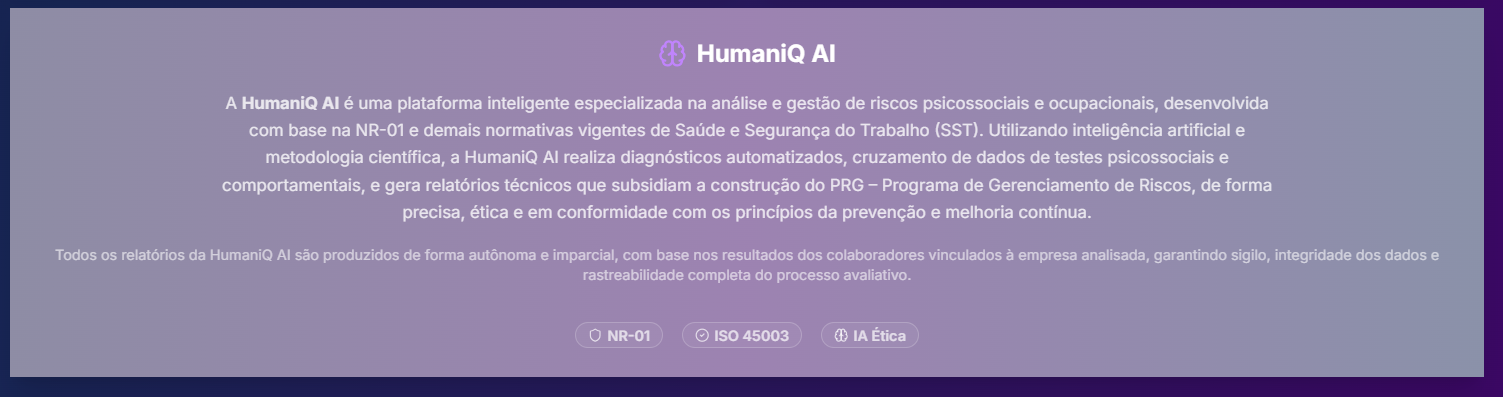 HumaniQ AI
A HumaniQ AI é uma plataforma inteligente especializada na análise e gestão de riscos psicossociais e ocupacionais, desenvolvida
com base na NR-01 e demais normativas vigentes de Saúde e Segurança do Trabalho (SST). Utilizando inteligência artificial e
metodologia científica, a HumaniQ AI realiza diagnósticos automatizados, cruzamento de dados de testes psicossociais e
comportamentais, e gera relatórios técnicos que subsidiam a construção do PRG – Programa de Gerenciamento de Riscos, de forma
precisa, ética e em conformidade com os princípios da prevenção e melhoria contínua.
Todos os relatórios da HumaniQ AI são produzidos de forma autônoma e imparcial, com base nos resultados dos colaboradores vinculados à empresa analisada, garantindo sigilo, integridade dos dados e
rastreabilidade completa do processo avaliativo.
NR-01 ISO 45003 IA Ética